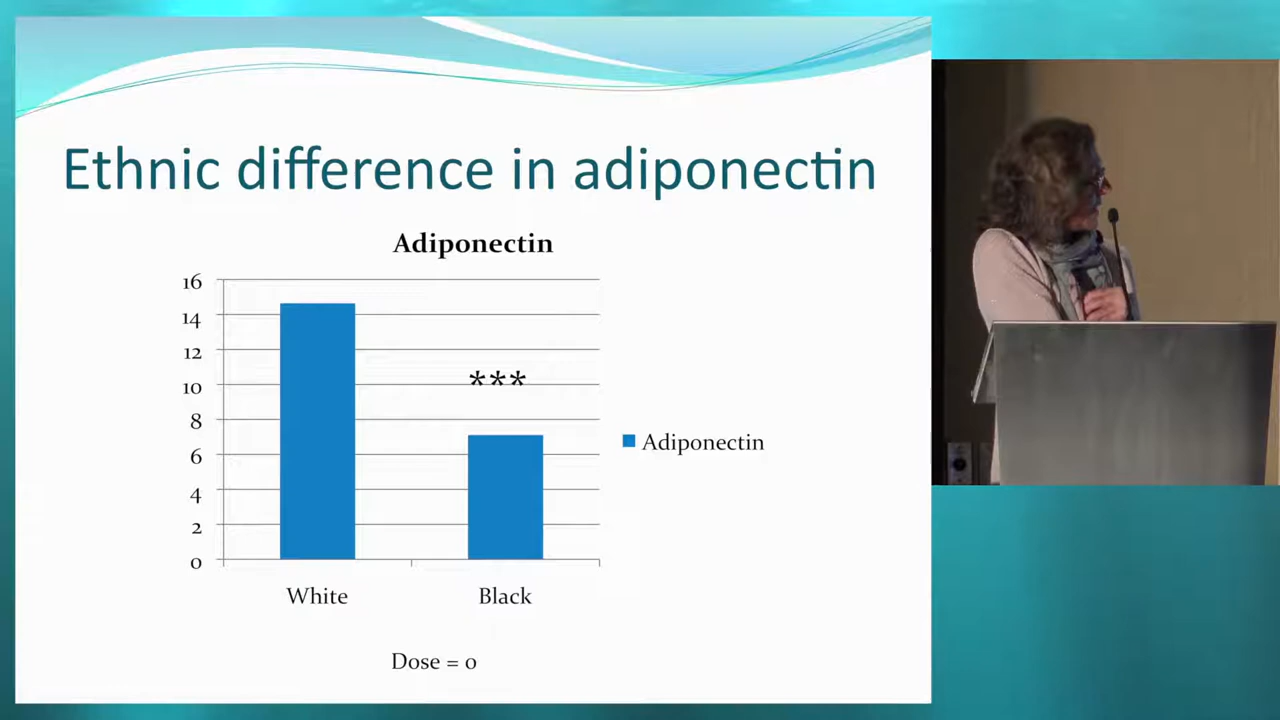 Ethnic difference in adiponectin
Adiponectin
16
14
12
10
8
6
4
2
0
***
Adiponectin
White
Black
Dose = 0